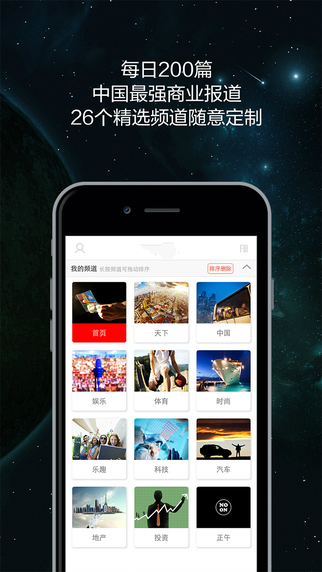 每日200篇
中国最强商业报道
26个精选频道随意定制
我的频道 长按频道可拖动排序 排序删除
首页 天下 中国
娱乐 体育 时尚
乐趣 科技 汽车
NO
ON
地产 投资 正午